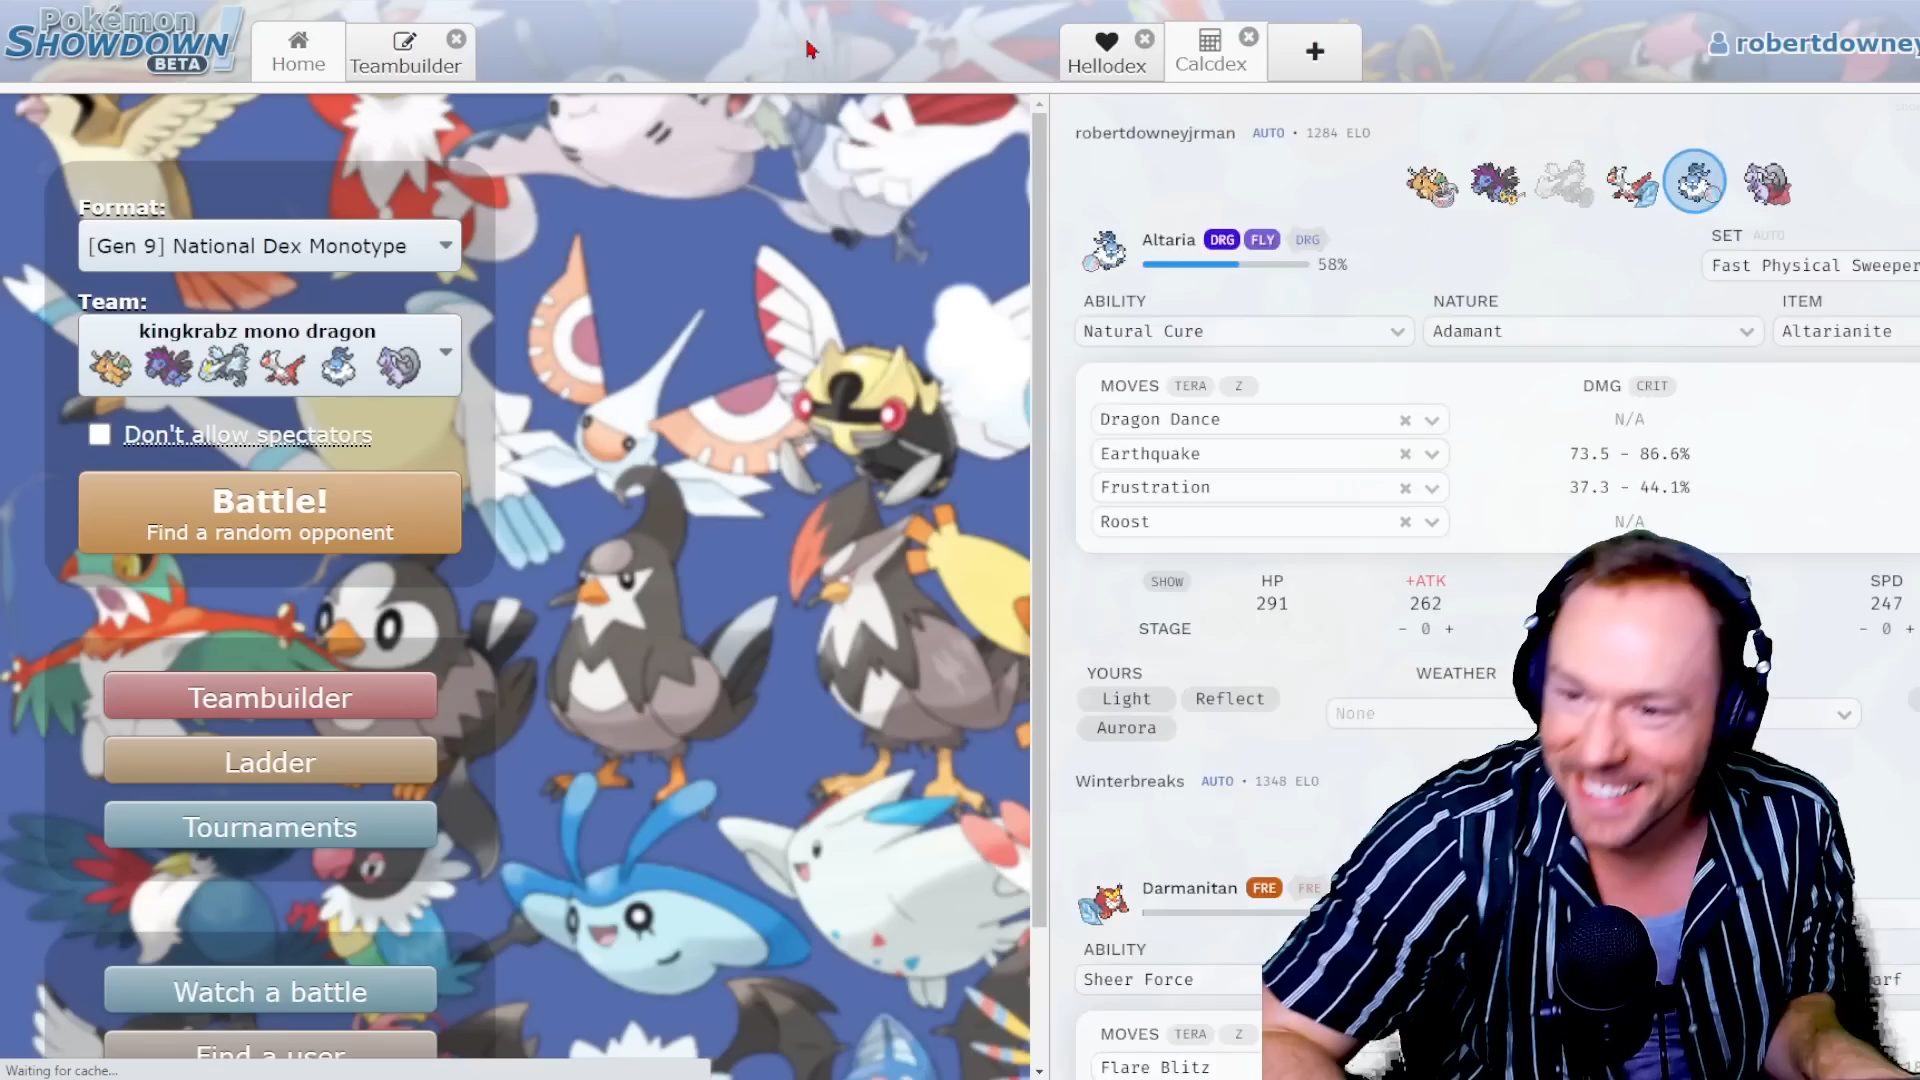 Pokémon
SHOWDOWN!
BETA
Home
Teambuilder
Hellodex
Calcdex
+
robertdowney
Format:
[Gen 9] National Dex Monotype
Team:
kingkrabz mono dragon
Don't allow spectators
Battle!
Find a random opponent
Teambuilder
Ladder
Tournaments
Watch a battle
Find a user
Waiting for cache...
robertdowneyjrman AUTO • 1284 ELO
Altaria DRG FLY DRG
58%
SET AUTO
Fast Physical Sweeper
ABILITY NATURE ITEM
Natural Cure Adamant Altarianite
MOVES TERA Z DMG CRIT
Dragon Dance N/A
Earthquake 73.5 - 86.6%
Frustration 37.3 - 44.1%
Roost N/A
SHOW HP +ATK SPD
291 262 247
STAGE - 0 + - 0 +
YOURS WEATHER
Light Reflect None
Aurora
Winterbreaks AUTO • 1348 ELO
Darmanitan FRE FRE
ABILITY
Sheer Force arf
MOVES TERA Z
Flare Blitz